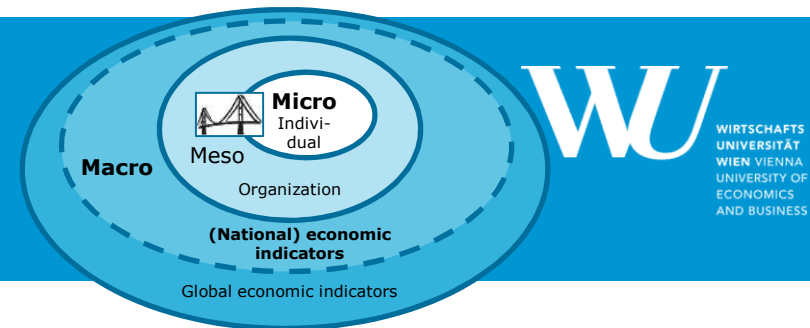 Micro
Indivi-
dual
Meso
Macro
Organization
(National) economic
indicators
Global economic indicators
WU
WIRTSCHAFTS
UNIVERSITÄT
WIEN VIENNA
UNIVERSITY OF
ECONOMICS
AND BUSINESS